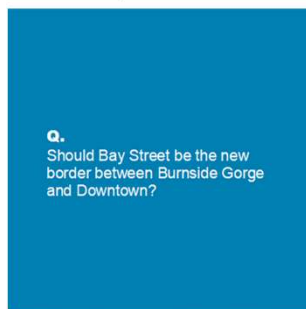 Q.
Should Bay Street be the new
border between Burnside Gorge
and Downtown?